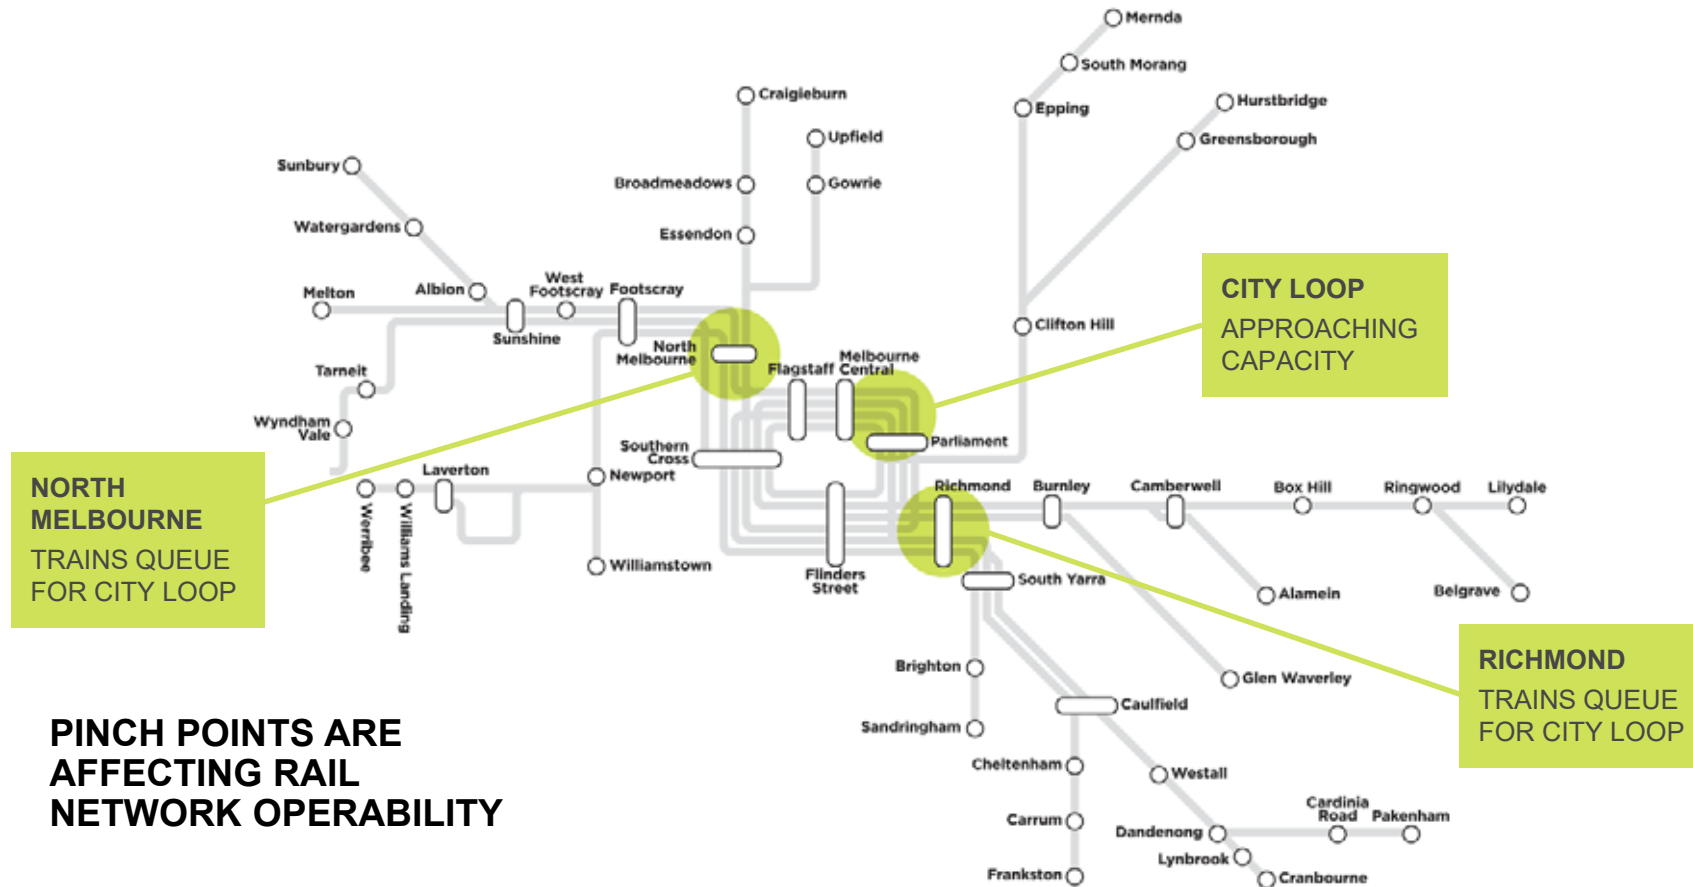 Mernda
South Morang
Craigieburn
Epping
Hurstbridge
Upfield
Greensborough
Sunbury
Broadmeadows
Gowrie
Watergardens
Essendon
West
Footscray
Footscray
Melton
Albion
Sunshine
Clifton Hill
North
Melbourne
Flagstaff
Melbourne
Central
Tarneit
Wyndham
Vale
Parliament
Southern
Cross
Laverton
Newport
Richmond
Burnley
Camberwell
Box Hill
Ringwood
Lilydale
Werribee
Williams Landing
Williamstown
Flinders
Street
South Yarra
Alamein
Belgrave
Brighton
Glen Waverley
Sandringham
Caulfield
Cheltenham
Westall
Carrum
Dandenong
Cardinia
Road
Pakenham
Lynbrook
Frankston
Cranbourne
CITY LOOP
APPROACHING
CAPACITY
NORTH
MELBOURNE
TRAINS QUEUE
FOR CITY LOOP
RICHMOND
TRAINS QUEUE
FOR CITY LOOP
PINCH POINTS ARE
AFFECTING RAIL
NETWORK OPERABILITY